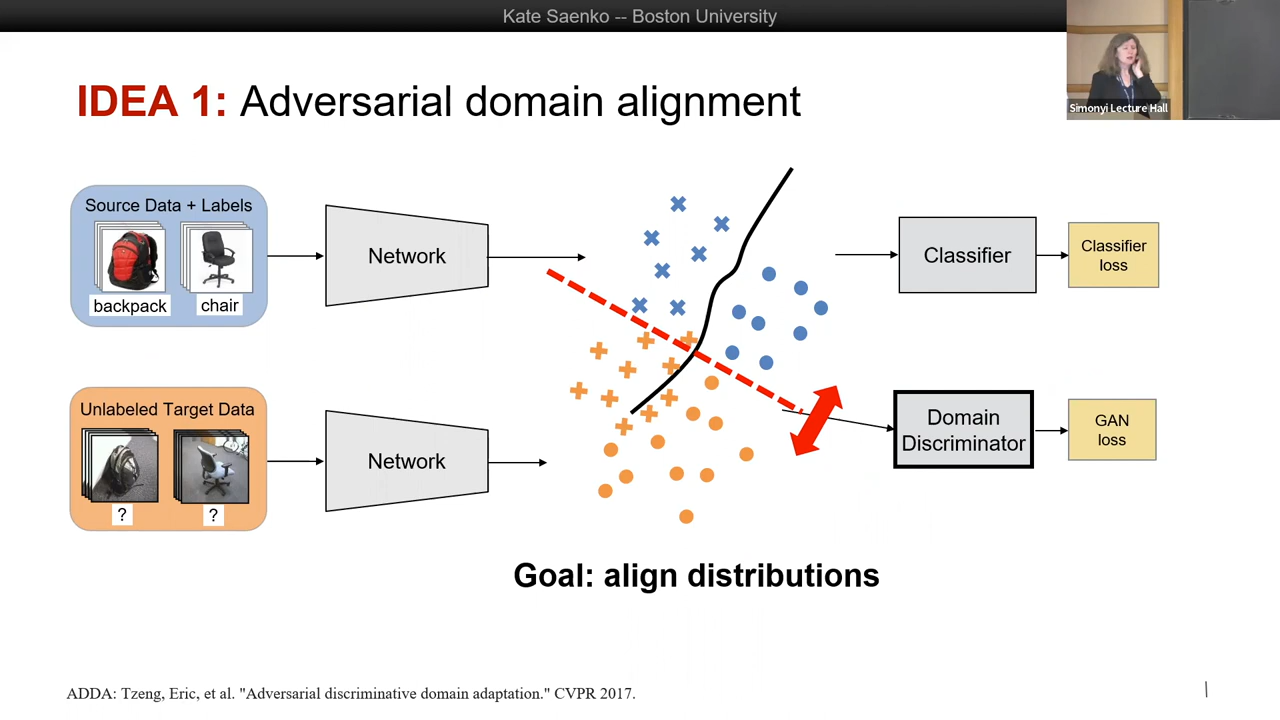 Kate Saenko -- Boston University
Simonyi Lecture Hall
IDEA 1: Adversarial domain alignment
Source Data + Labels
backpack
chair
Network
Classifier
Classifier
loss
Unlabeled Target Data
?
?
Network
Domain
Discriminator
GAN
loss
Goal: align distributions
ADDA: Tzeng, Eric, et al. "Adversarial discriminative domain adaptation." CVPR 2017.